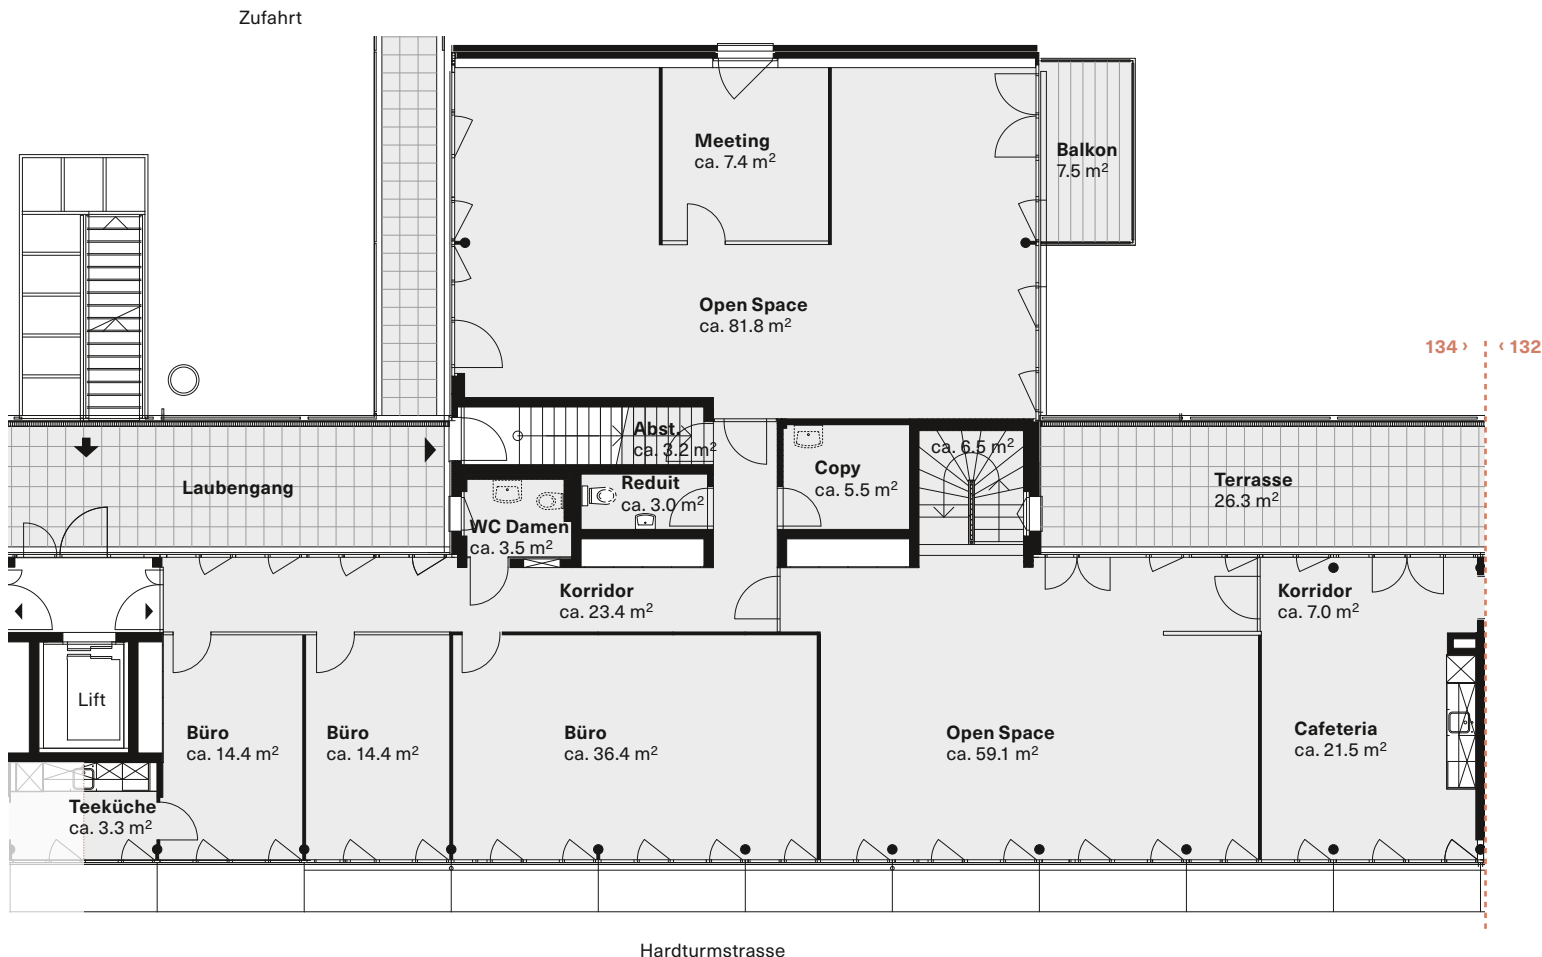 Zufahrt
Meeting
ca. 7.4 m²
Balkon
7.5 m²
Open Space
ca. 81.8 m²
134 › ‹ 132
Abst.
ca. 3.2 m²
ca. 6.5 m²
Copy
ca. 5.5 m²
Reduit
ca. 3.0 m²
Laubengang
Terrasse
26.3 m²
WC Damen
ca. 3.5 m²
Korridor
ca. 23.4 m²
Korridor
ca. 7.0 m²
Lift
Büro
ca. 14.4 m²
Büro
ca. 14.4 m²
Büro
ca. 36.4 m²
Open Space
ca. 59.1 m²
Cafeteria
ca. 21.5 m²
Teeküche
ca. 3.3 m²
Hardturmstrasse